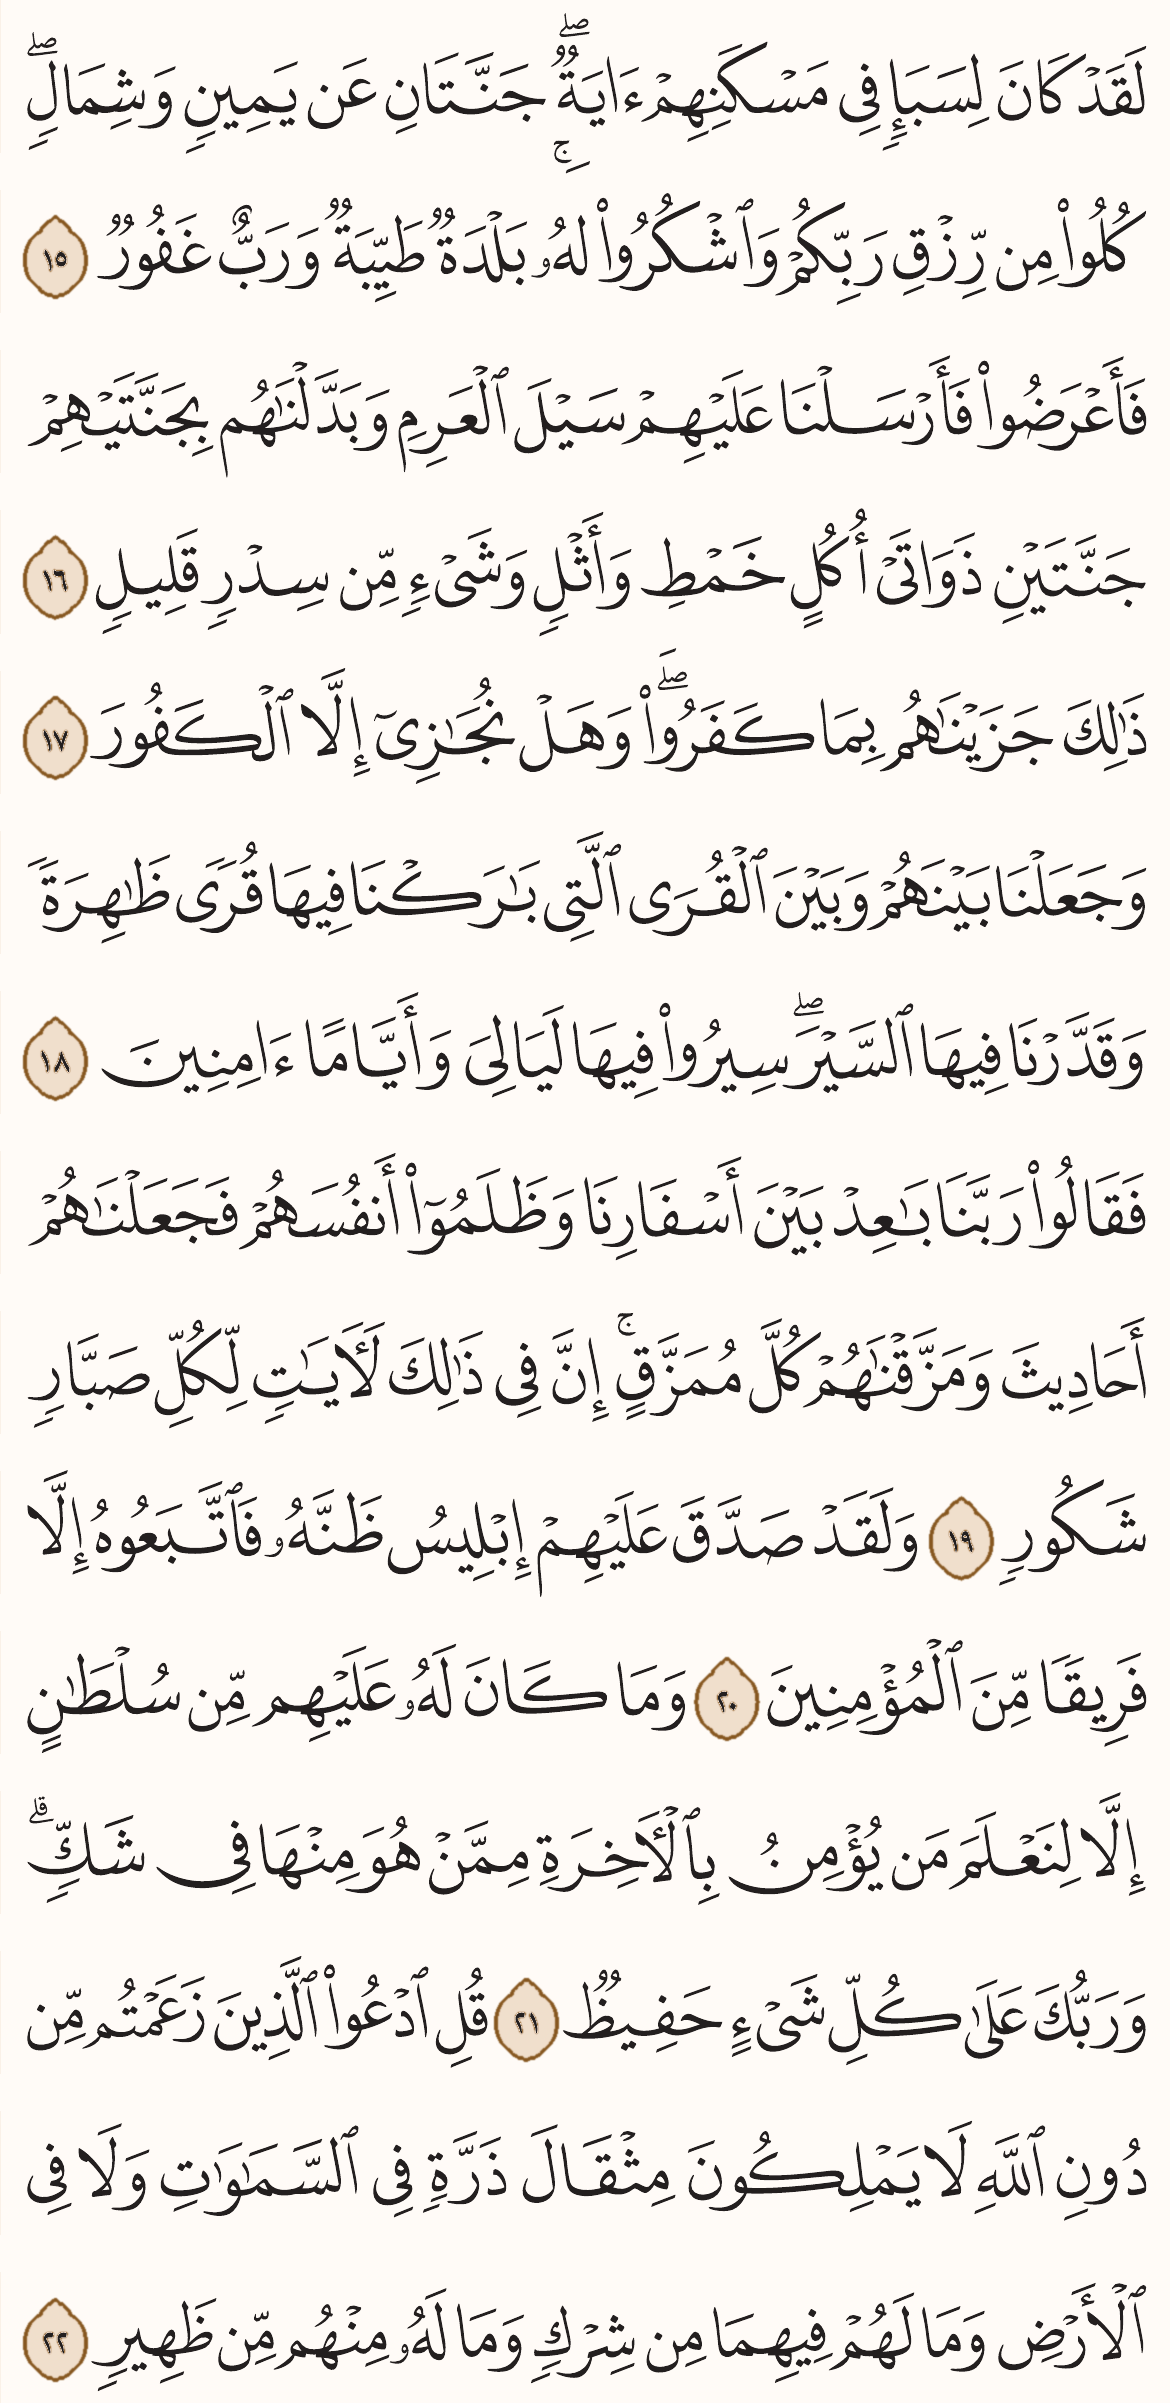 لَقَدۡ كَانَ لِسَبَإٖ فِي مَسۡكَنِهِمۡ ءَايَةٞۖ جَنَّتَانِ عَن يَمِينٖ وَشِمَالٖۖ
كُلُواْ مِن رِّزۡقِ رَبِّكُمۡ وَٱشۡكُرُواْ لَهُۥۚ بَلۡدَةٞ طَيِّبَةٞ وَرَبٌّ غَفُورٞ ١٥
فَأَعۡرَضُواْ فَأَرۡسَلۡنَا عَلَيۡهِمۡ سَيۡلَ ٱلۡعَرِمِ وَبَدَّلۡنَٰهُم بِجَنَّتَيۡهِمۡ
جَنَّتَيۡنِ ذَوَاتَيۡ أُكُلٍ خَمۡطٖ وَأَثۡلٖ وَشَيۡءٖ مِّن سِدۡرٖ قَلِيلٖ ١٦
ذَٰلِكَ جَزَيۡنَٰهُم بِمَا كَفَرُواْۖ وَهَلۡ نُجَٰزِيٓ إِلَّا ٱلۡكَفُورَ ١٧
وَجَعَلۡنَا بَيۡنَهُمۡ وَبَيۡنَ ٱلۡقُرَى ٱلَّتِي بَٰرَكۡنَا فِيهَا قُرٗى ظَٰهِرَةٗ
وَقَدَّرۡنَا فِيهَا ٱلسَّيۡرَۖ سِيرُواْ فِيهَا لَيَالِيَ وَأَيَّامًا ءَامِنِينَ ١٨
فَقَالُواْ رَبَّنَا بَٰعِدۡ بَيۡنَ أَسۡفَارِنَا وَظَلَمُوٓاْ أَنفُسَهُمۡ فَجَعَلۡنَٰهُمۡ
أَحَادِيثَ وَمَزَّقۡنَٰهُمۡ كُلَّ مُمَزَّقٍۚ إِنَّ فِي ذَٰلِكَ لَأٓيَٰتٖ لِّكُلِّ صَبَّارٖ
شَكُورٖ ١٩ وَلَقَدۡ صَدَّقَ عَلَيۡهِمۡ إِبۡلِيسُ ظَنَّهُۥ فَٱتَّبَعُوهُ إِلَّا
فَرِيقٗا مِّنَ ٱلۡمُؤۡمِنِينَ ٢٠ وَمَا كَانَ لَهُۥ عَلَيۡهِم مِّن سُلۡطَٰنٍ
إِلَّا لِنَعۡلَمَ مَن يُؤۡمِنُ بِٱلۡأٓخِرَةِ مِمَّنۡ هُوَ مِنۡهَا فِي شَكّٖۗ
وَرَبُّكَ عَلَىٰ كُلِّ شَيۡءٍ حَفِيظٞ ٢١ قُلِ ٱدۡعُواْ ٱلَّذِينَ زَعَمۡتُم مِّن
دُونِ ٱللَّهِ لَا يَمۡلِكُونَ مِثۡقَالَ ذَرَّةٖ فِي ٱلسَّمَٰوَٰتِ وَلَا فِي
ٱلۡأَرۡضِ وَمَا لَهُمۡ فِيهِمَا مِن شِرۡكٖ وَمَا لَهُۥ مِنۡهُم مِّن ظَهِيرٖ ٢٢